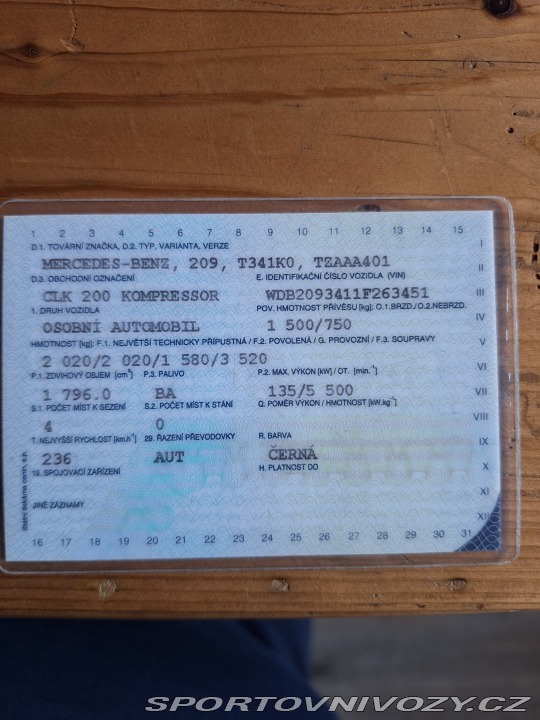 1 2 3 4 5 6 7 8 9 10 11 12 13 14 15
D.1. TOVÁRNÍ ZNAČKA, D.2. TYP, VARIANTA, VERZE I
MERCEDES-BENZ, 209, T341K0, TZAAA401
D.3. OBCHODNÍ OZNAČENÍ E. IDENTIFIKAČNÍ ČÍSLO VOZIDLA (VIN) II
CLK 200 KOMPRESSOR WDB2093411F263451 III
1. DRUH VOZIDLA POV. HMOTNOST PŘÍVĚSU [kg]: O.1.BRZD./O.2.NEBRZD.
OSOBNÍ AUTOMOBIL 1 500/750 IV
HMOTNOST [kg]: F.1. NEJVĚTŠÍ TECHNICKY PŘÍPUSTNÁ / F.2. POVOLENÁ / G. PROVOZNÍ / F.3. SOUPRAVY V
2 020/2 020/1 580/3 520
P.1. ZDVIHOVÝ OBJEM [cm³] P.3. PALIVO P.2. MAX. VÝKON [kW] / OT. [min.⁻¹] VI
1 796.0 BA 135/5 500 VII
S.1. POČET MÍST K SEZENÍ S.2. POČET MÍST K STÁNÍ Q. POMĚR VÝKON / HMOTNOST [kW.kg⁻¹]
4 0 VIII
T. NEJVYŠŠÍ RYCHLOST [km.h⁻¹] 29. ŘAZENÍ PŘEVODOVKY R. BARVA IX
236 AUT ČERNÁ
19. SPOJOVACÍ ZAŘÍZENÍ H. PLATNOST DO X
XI
JINÉ ZÁZNAMY
XII
16 17 18 19 20 21 22 23 24 25 26 27 28 29 30 31
SPORTOVNIVOZY.CZ